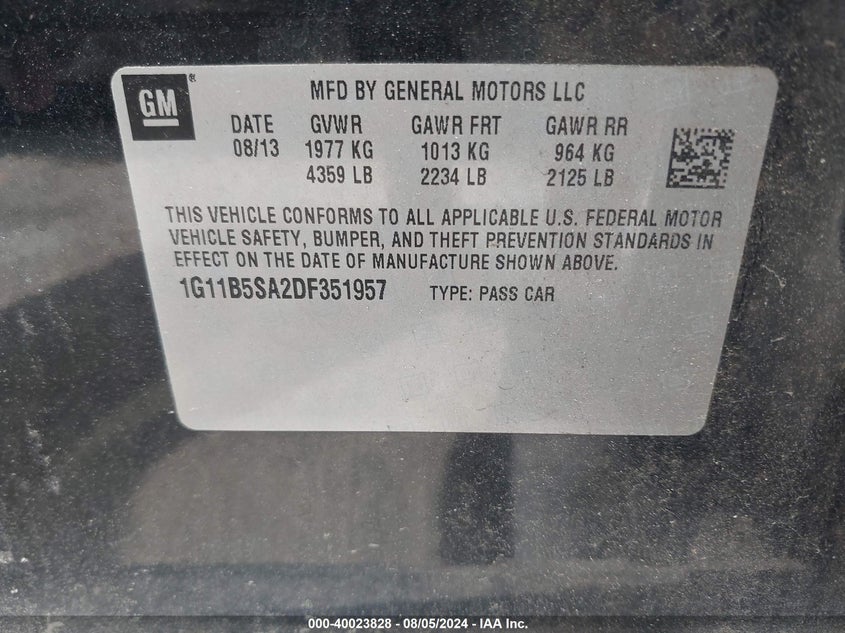 GM®
MFD BY GENERAL MOTORS LLC
DATE GVWR GAWR FRT GAWR RR
08/13 1977 KG 1013 KG 964 KG
4359 LB 2234 LB 2125 LB
THIS VEHICLE CONFORMS TO ALL APPLICABLE U.S. FEDERAL MOTOR
VEHICLE SAFETY, BUMPER, AND THEFT PREVENTION STANDARDS IN
EFFECT ON THE DATE OF MANUFACTURE SHOWN ABOVE.
1G11B5SA2DF351957 TYPE: PASS CAR
000-40023828 - 08/05/2024 - IAA Inc.